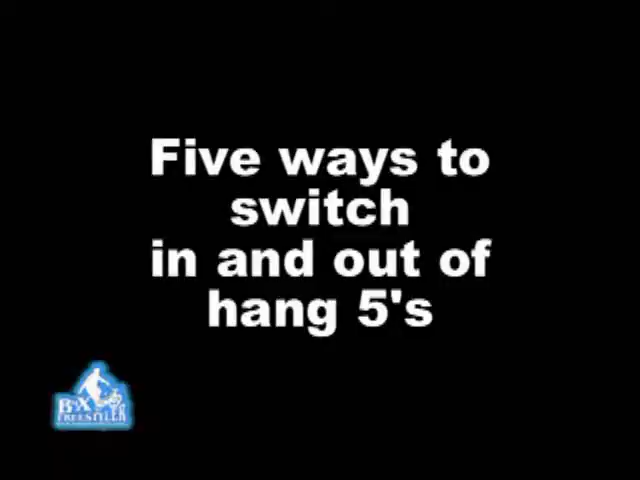 Five ways to
switch
in and out of
hang 5's
BMX
FREESTYLER